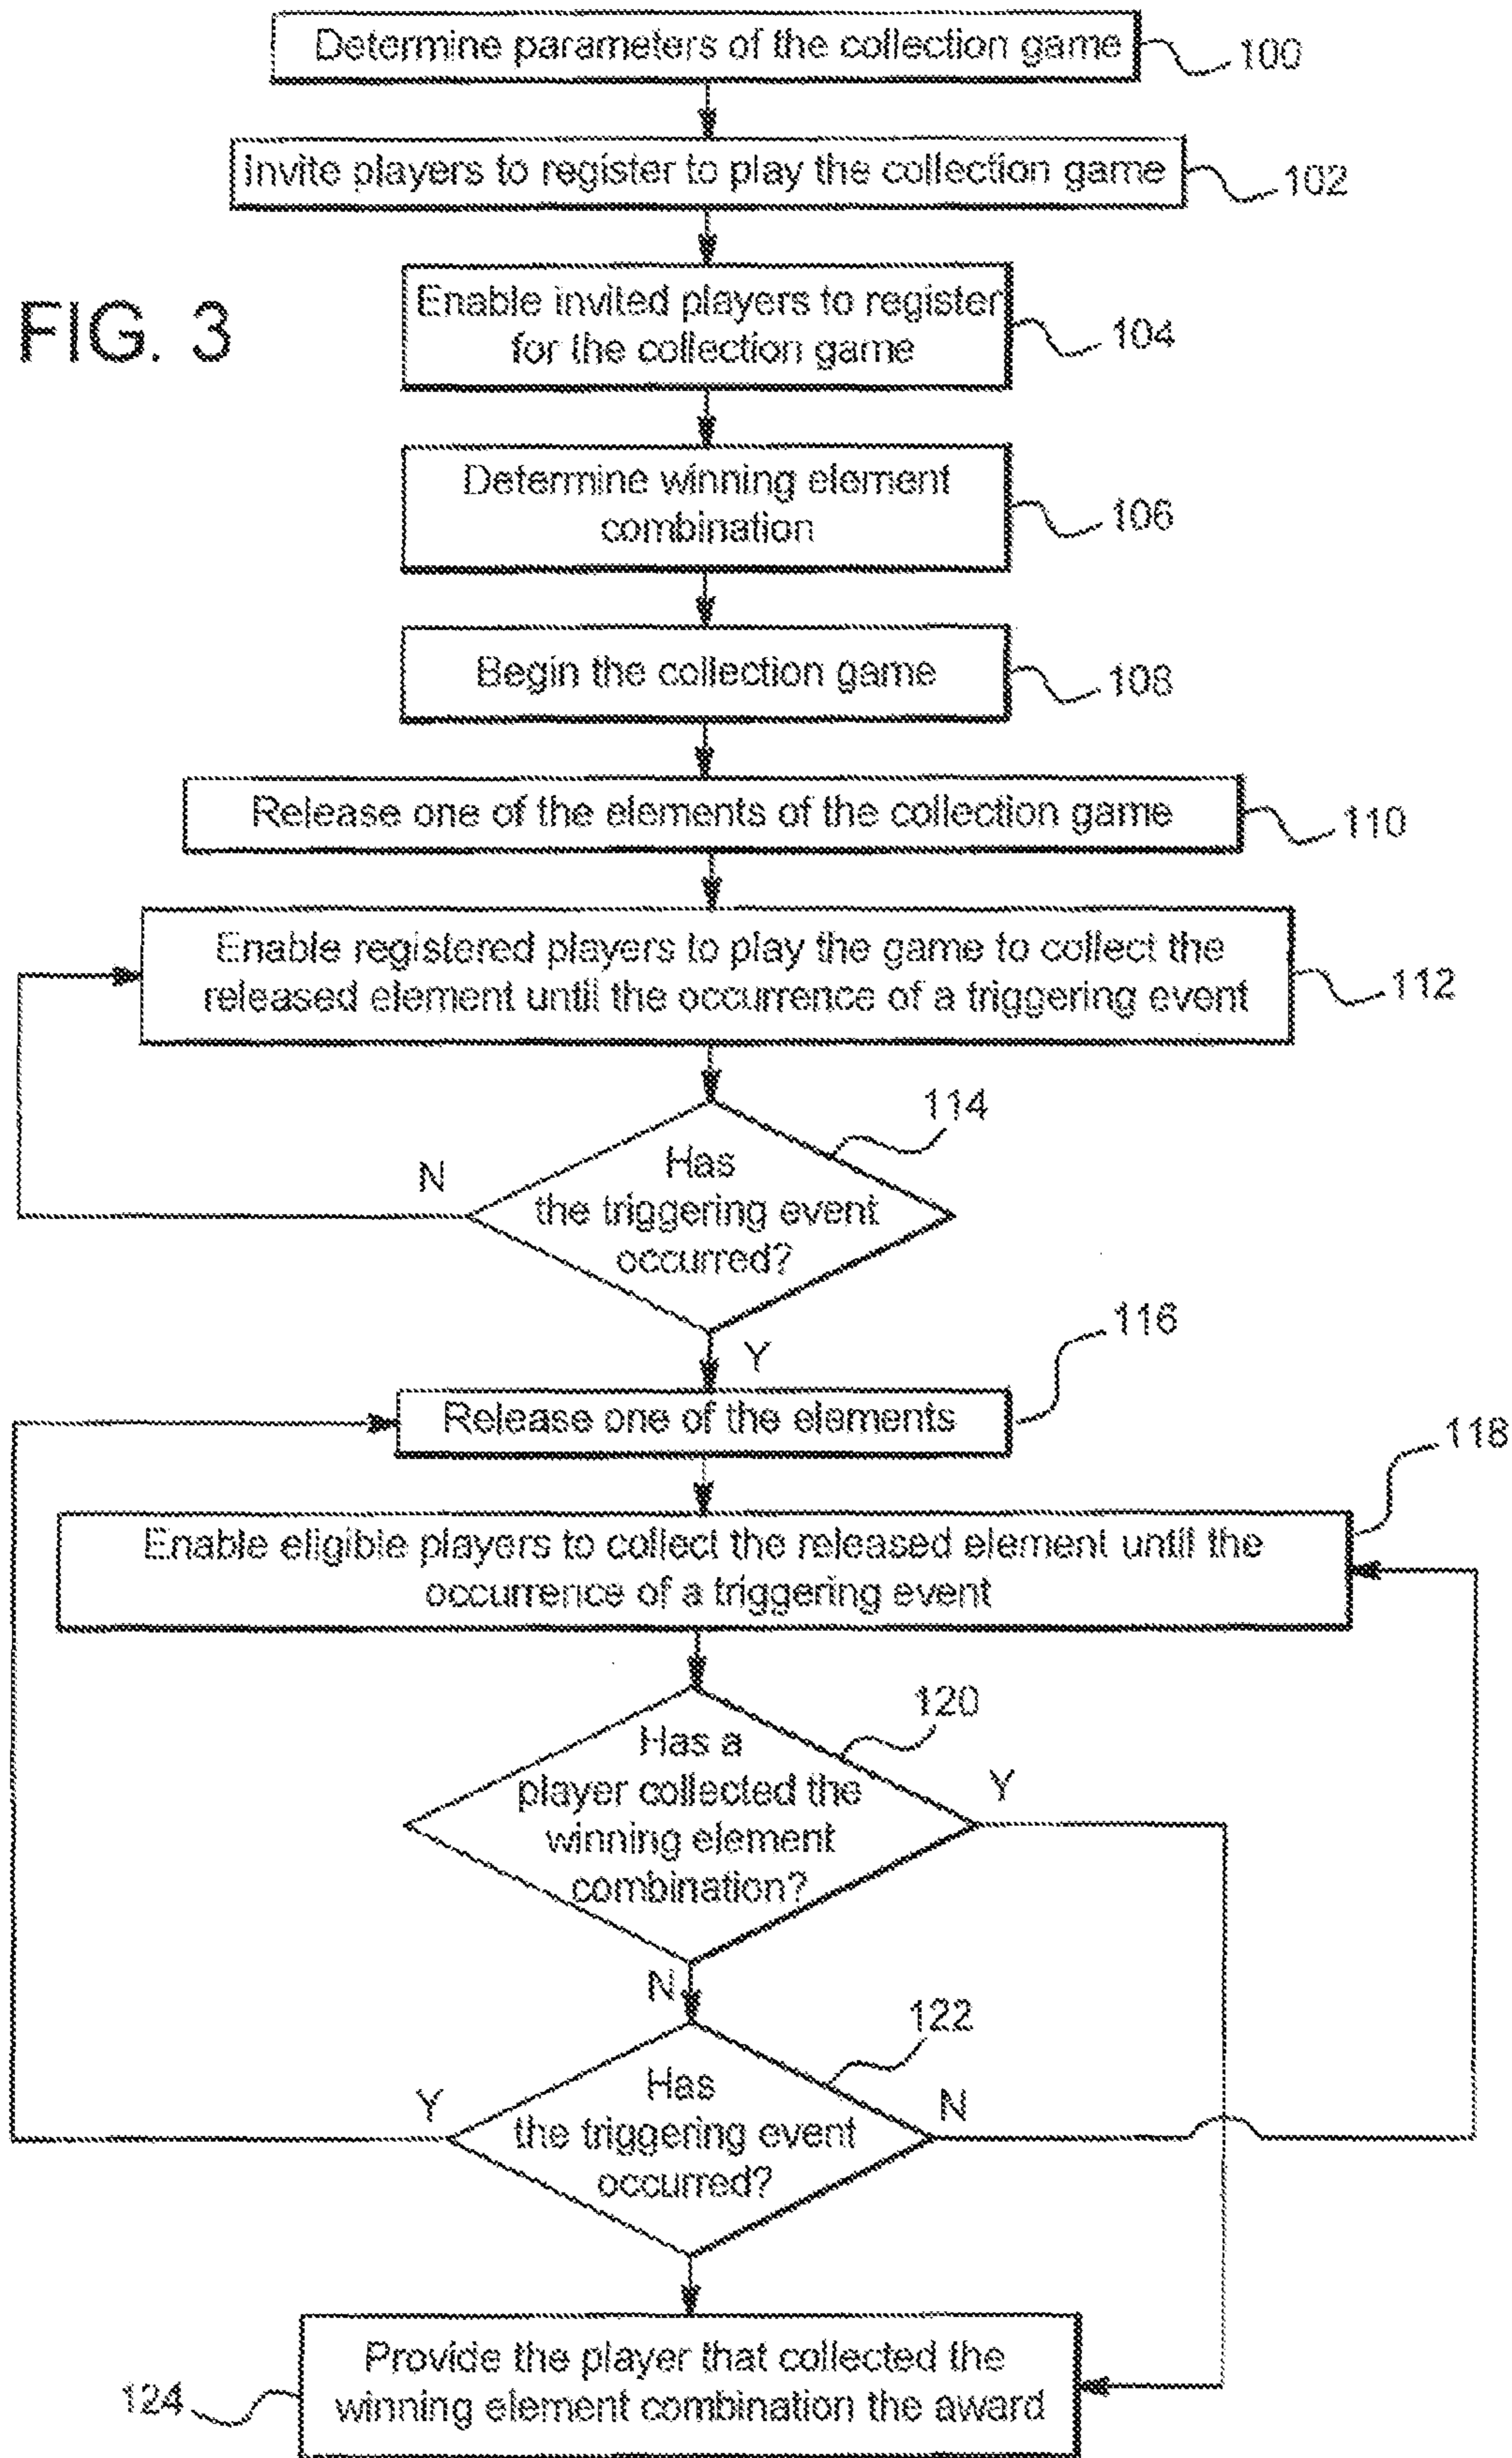 Determine parameters of the collection game
100
Invite players to register to play the collection game
102
FIG. 3
Enable invited players to register
for the collection game
104
Determine winning element
combination
106
Begin the collection game
108
Release one of the elements of the collection game
110
Enable registered players to play the game to collect the
released element until the occurrence of a triggering event
112
114
Has
the triggering event
occurred?
N
Y
116
Release one of the elements
118
Enable eligible players to collect the released element until the
occurrence of a triggering event
120
Has a
player collected the
winning element
combination?
Y
N
122
Has
the triggering event
occurred?
Y
N
Provide the player that collected the
winning element combination the award
124